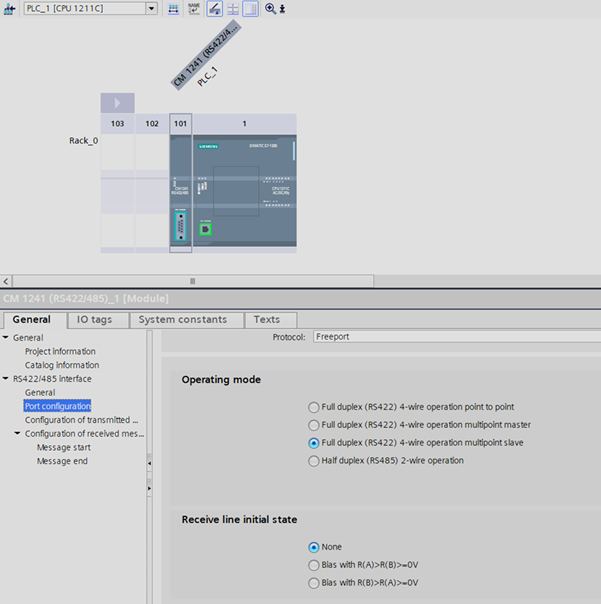 PLC_1 [CPU 1211C]
CM 1241 (RS422/4...
PLC_1
103 102 101 1
Rack_0
SIEMENS
CM 1241 (RS422/485)_1 [Module]
General IO tags System constants Texts
General
Project information
Catalog information
RS422/485 interface
General
Port configuration
Configuration of transmitted ...
Configuration of received mes...
Message start
Message end
Protocol: Freeport
Operating mode
Full duplex (RS422) 4-wire operation point to point
Full duplex (RS422) 4-wire operation multipoint master
Full duplex (RS422) 4-wire operation multipoint slave
Half duplex (RS485) 2-wire operation
Receive line initial state
None
Bias with R(A)>R(B)>=0V
Bias with R(B)>R(A)>=0V